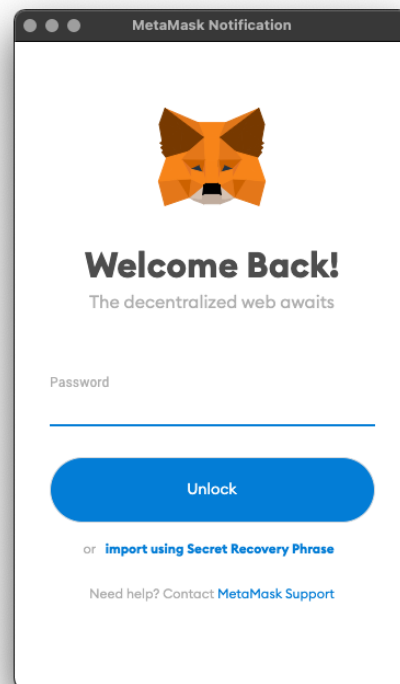 MetaMask Notification
Welcome Back!
The decentralized web awaits
Password
Unlock
or import using Secret Recovery Phrase
Need help? Contact MetaMask Support